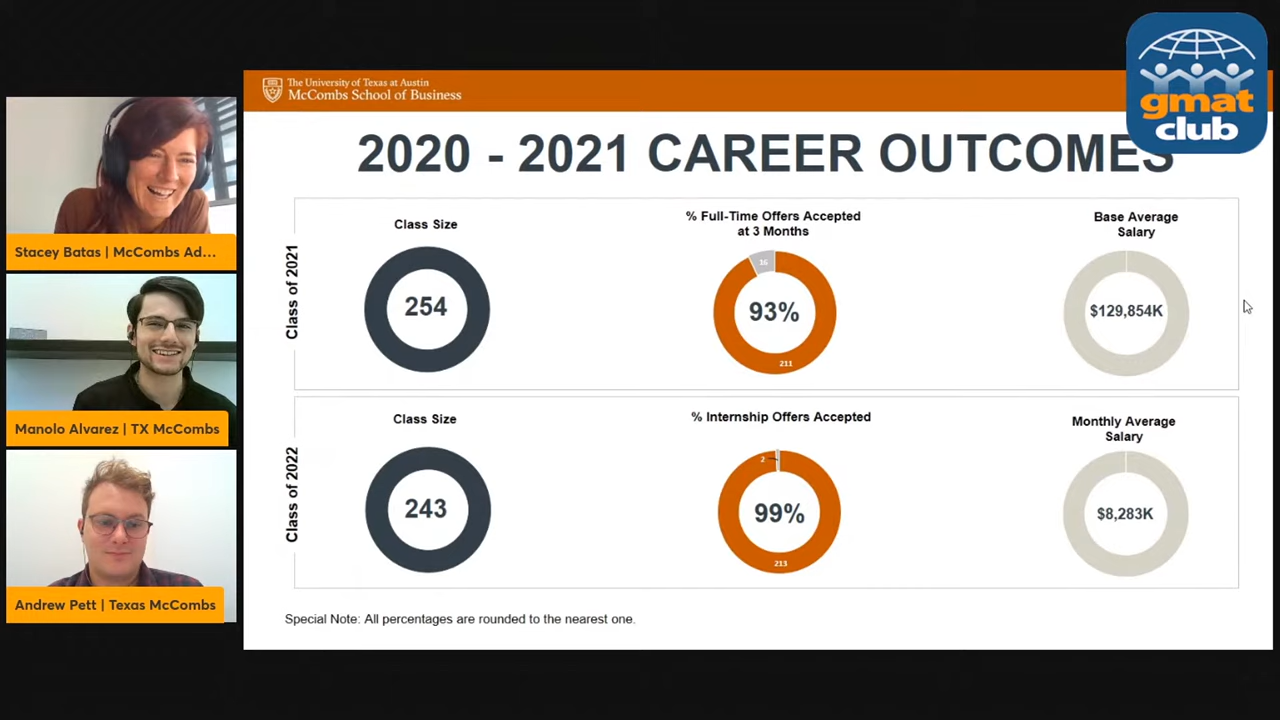 gmat
club
The University of Texas at Austin
McCombs School of Business
2020 - 2021 CAREER OUTCOMES
Stacey Batas | McCombs Ad...
Manolo Alvarez | TX McCombs
Andrew Pett | Texas McCombs
Class of 2021
Class Size
254
% Full-Time Offers Accepted
at 3 Months
16
93%
211
Base Average
Salary
$129,854K
Class of 2022
Class Size
243
% Internship Offers Accepted
2
99%
213
Monthly Average
Salary
$8,283K
Special Note: All percentages are rounded to the nearest one.